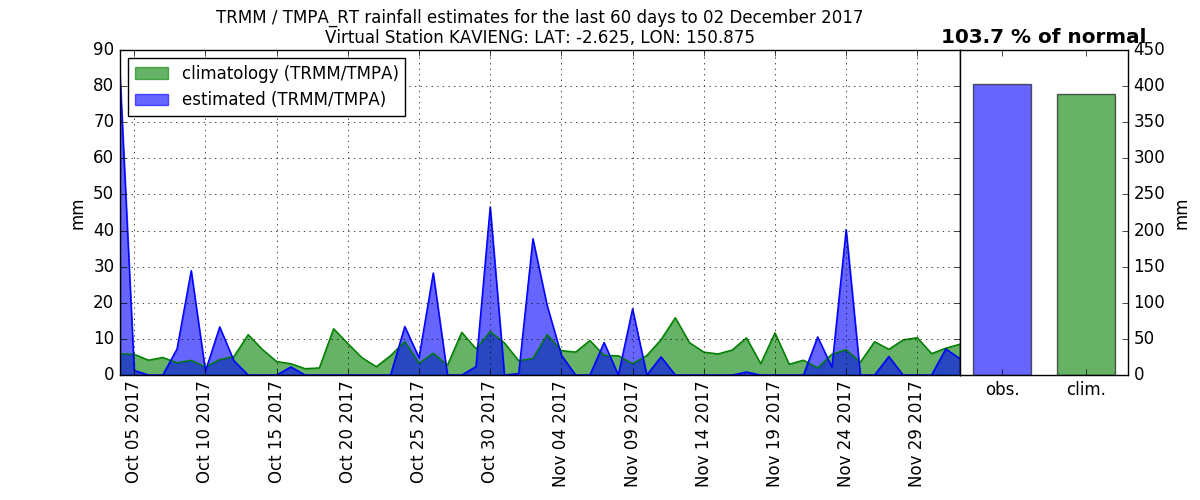 TRMM / TMPA_RT rainfall estimates for the last 60 days to 02 December 2017
Virtual Station KAVIENG: LAT: -2.625, LON: 150.875
103.7 % of normal
climatology (TRMM/TMPA)
estimated (TRMM/TMPA)
90
80
70
60
50
40
30
20
10
0
mm
Oct 05 2017
Oct 10 2017
Oct 15 2017
Oct 20 2017
Oct 25 2017
Oct 30 2017
Nov 04 2017
Nov 09 2017
Nov 14 2017
Nov 19 2017
Nov 24 2017
Nov 29 2017
obs.
clim.
450
400
350
300
250
200
150
100
50
0
mm